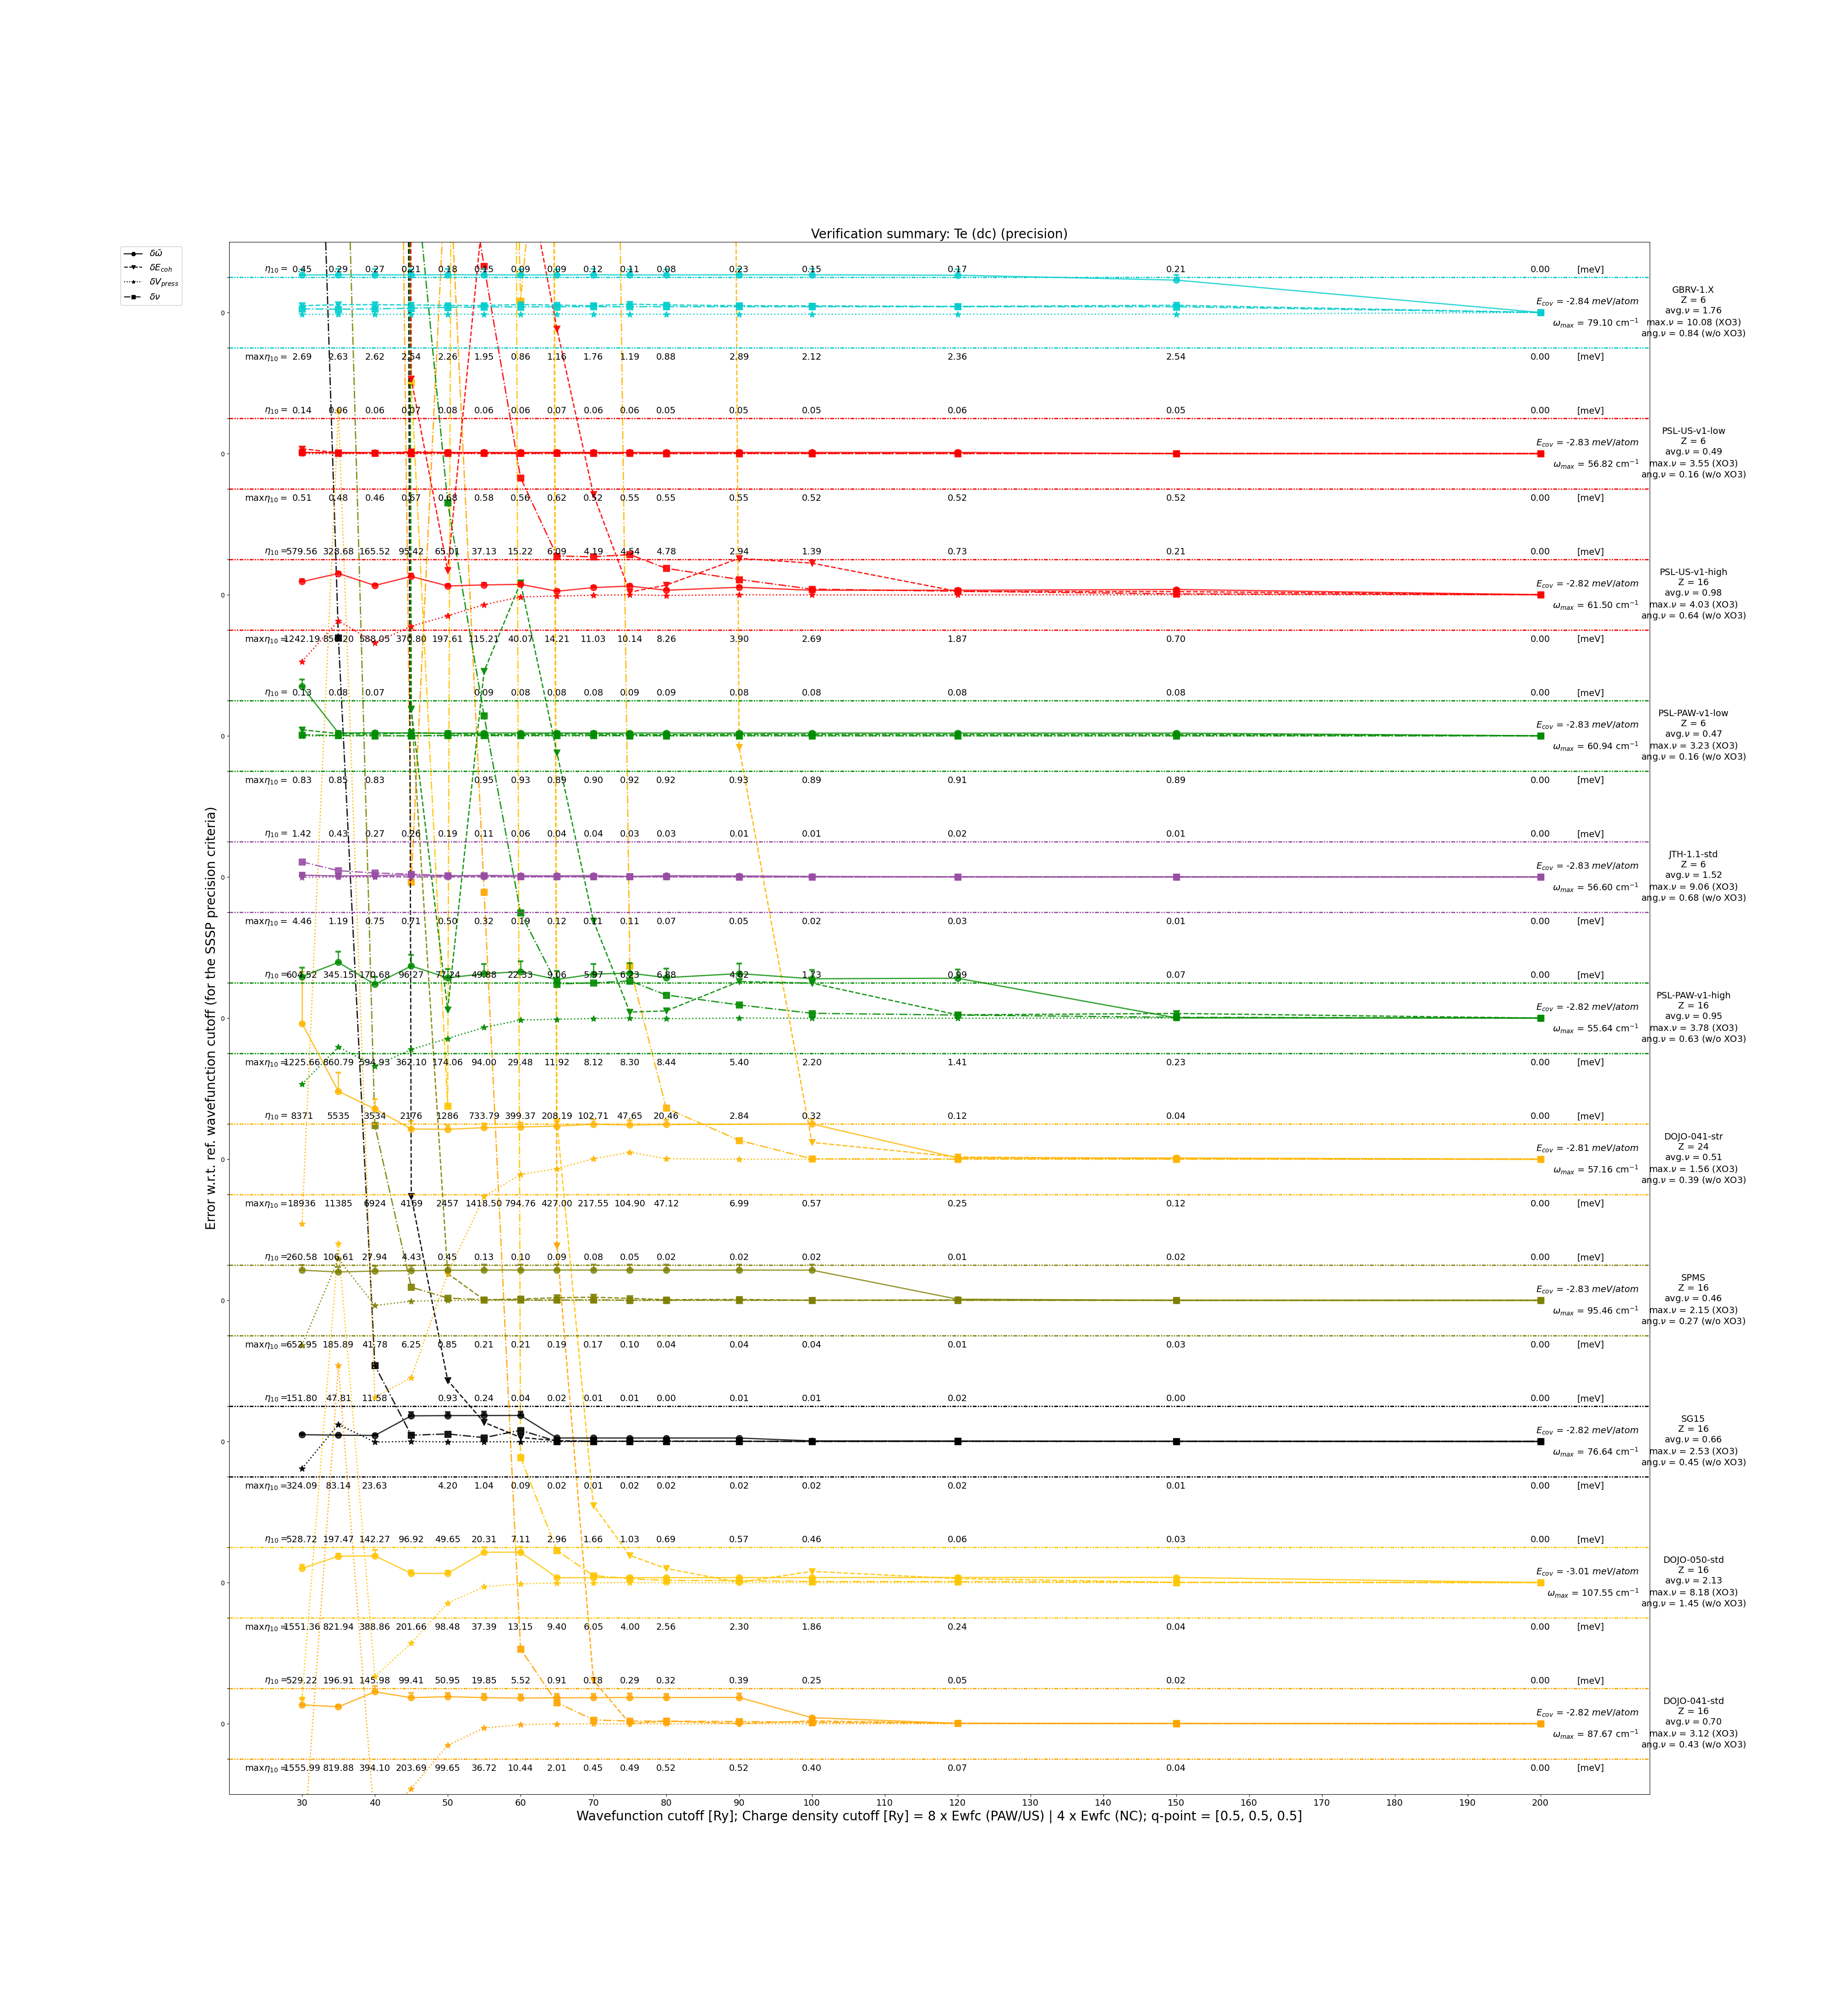 Verification summary: Te (dc) (precision)
δω̄
δE_coh
δV_press
δν
Error w.r.t. ref. wavefunction cutoff (for the SSSP precision criteria)
η₁₀ = 0.45 0.29 0.27 0.21 0.18 0.15 0.09 0.09 0.12 0.11 0.08 0.23 0.15 0.17 0.21 0.00 [meV]
0
E_cov = -2.84 meV/atom
ω_max = 79.10 cm⁻¹
GBRV-1.X
Z = 6
avg.ν = 1.76
max.ν = 10.08 (XO3)
ang.ν = 0.84 (w/o XO3)
maxη₁₀ = 2.69 2.63 2.62 2.54 2.26 1.95 0.86 1.16 1.76 1.19 0.88 2.89 2.12 2.36 2.54 0.00 [meV]
η₁₀ = 0.14 0.06 0.06 0.07 0.08 0.06 0.06 0.07 0.06 0.06 0.05 0.05 0.05 0.06 0.05 0.00 [meV]
0
E_cov = -2.83 meV/atom
ω_max = 56.82 cm⁻¹
PSL-US-v1-low
Z = 6
avg.ν = 0.49
max.ν = 3.55 (XO3)
ang.ν = 0.16 (w/o XO3)
maxη₁₀ = 0.51 0.48 0.46 0.67 0.68 0.58 0.56 0.62 0.52 0.55 0.55 0.55 0.52 0.52 0.52 0.00 [meV]
η₁₀ = 579.56 328.68 165.52 95.42 65.01 37.13 15.22 6.09 4.19 4.54 4.78 2.94 1.39 0.73 0.21 0.00 [meV]
0
E_cov = -2.82 meV/atom
ω_max = 61.50 cm⁻¹
PSL-US-v1-high
Z = 16
avg.ν = 0.98
max.ν = 4.03 (XO3)
ang.ν = 0.64 (w/o XO3)
maxη₁₀ = 1242.19 588.05 197.61 115.21 40.07 14.21 11.03 10.14 8.26 3.90 2.69 1.87 0.70 0.00 [meV]
η₁₀ = 0.13 0.08 0.07 0.09 0.08 0.08 0.08 0.09 0.09 0.08 0.08 0.08 0.08 0.00 [meV]
0
E_cov = -2.83 meV/atom
ω_max = 60.94 cm⁻¹
PSL-PAW-v1-low
Z = 6
avg.ν = 0.47
max.ν = 3.23 (XO3)
ang.ν = 0.16 (w/o XO3)
maxη₁₀ = 0.83 0.85 0.83 0.95 0.93 0.89 0.90 0.92 0.92 0.93 0.89 0.91 0.89 0.00 [meV]
η₁₀ = 1.42 0.43 0.27 0.26 0.19 0.11 0.06 0.04 0.04 0.03 0.03 0.01 0.01 0.02 0.01 0.00 [meV]
0
E_cov = -2.83 meV/atom
ω_max = 56.60 cm⁻¹
JTH-1.1-std
Z = 6
avg.ν = 1.52
max.ν = 9.06 (XO3)
ang.ν = 0.68 (w/o XO3)
maxη₁₀ = 4.46 1.19 0.75 0.71 0.50 0.32 0.19 0.12 0.11 0.11 0.07 0.05 0.02 0.03 0.01 0.00 [meV]
η₁₀ = 604.52 345.15 170.68 96.27 77.24 49.88 22.33 9.06 5.97 6.23 6.88 4.62 1.13 0.99 0.07 0.00 [meV]
0
E_cov = -2.82 meV/atom
ω_max = 55.64 cm⁻¹
PSL-PAW-v1-high
Z = 16
avg.ν = 0.95
max.ν = 3.78 (XO3)
ang.ν = 0.63 (w/o XO3)
maxη₁₀ = 1225.66 860.79 594.93 362.10 174.06 94.00 29.48 11.92 8.12 8.30 8.44 5.40 2.20 1.41 0.23 0.00 [meV]
η₁₀ = 8371 5535 3534 2176 1286 733.79 399.37 208.19 102.71 47.65 20.46 2.84 0.32 0.12 0.04 0.00 [meV]
0
E_cov = -2.81 meV/atom
ω_max = 57.16 cm⁻¹
DOJO-041-str
Z = 24
avg.ν = 0.51
max.ν = 1.56 (XO3)
ang.ν = 0.39 (w/o XO3)
maxη₁₀ = 18936 11385 6924 4169 2457 1418.50 794.76 427.00 217.55 104.90 47.12 6.99 0.57 0.25 0.12 0.00 [meV]
η₁₀ = 260.58 106.61 27.94 4.43 0.45 0.13 0.10 0.09 0.08 0.05 0.02 0.02 0.02 0.01 0.02 0.00 [meV]
0
E_cov = -2.83 meV/atom
ω_max = 95.46 cm⁻¹
SPMS
Z = 16
avg.ν = 0.46
max.ν = 2.15 (XO3)
ang.ν = 0.27 (w/o XO3)
maxη₁₀ = 652.95 185.89 41.78 6.25 0.85 0.21 0.21 0.19 0.17 0.10 0.04 0.04 0.04 0.01 0.03 0.00 [meV]
η₁₀ = 151.80 47.81 11.58 0.93 0.24 0.04 0.02 0.01 0.01 0.00 0.01 0.01 0.02 0.00 0.00 [meV]
0
E_cov = -2.82 meV/atom
ω_max = 76.64 cm⁻¹
SG15
Z = 16
avg.ν = 0.66
max.ν = 2.53 (XO3)
ang.ν = 0.45 (w/o XO3)
maxη₁₀ = 324.09 83.14 23.63 4.20 1.04 0.09 0.02 0.01 0.02 0.02 0.02 0.02 0.02 0.01 0.00 [meV]
η₁₀ = 528.72 197.47 142.27 96.92 49.65 20.31 7.11 2.96 1.66 1.03 0.69 0.57 0.46 0.06 0.03 0.00 [meV]
0
E_cov = -3.01 meV/atom
ω_max = 107.55 cm⁻¹
DOJO-050-std
Z = 16
avg.ν = 2.13
max.ν = 8.18 (XO3)
ang.ν = 1.45 (w/o XO3)
maxη₁₀ = 1551.36 821.94 388.86 201.66 98.48 37.39 13.15 9.40 6.05 4.00 2.56 2.30 1.86 0.24 0.04 0.00 [meV]
η₁₀ = 529.22 196.91 145.98 99.41 50.95 19.85 5.52 0.91 0.18 0.29 0.32 0.39 0.25 0.05 0.02 0.00 [meV]
0
E_cov = -2.82 meV/atom
ω_max = 87.67 cm⁻¹
DOJO-041-std
Z = 16
avg.ν = 0.70
max.ν = 3.12 (XO3)
ang.ν = 0.43 (w/o XO3)
maxη₁₀ = 1555.99 819.88 394.10 203.69 99.65 36.72 10.44 2.01 0.45 0.49 0.52 0.52 0.40 0.07 0.04 0.00 [meV]
30 40 50 60 70 80 90 100 110 120 130 140 150 160 170 180 190 200
Wavefunction cutoff [Ry]; Charge density cutoff [Ry] = 8 x Ewfc (PAW/US) | 4 x Ewfc (NC); q-point = [0.5, 0.5, 0.5]